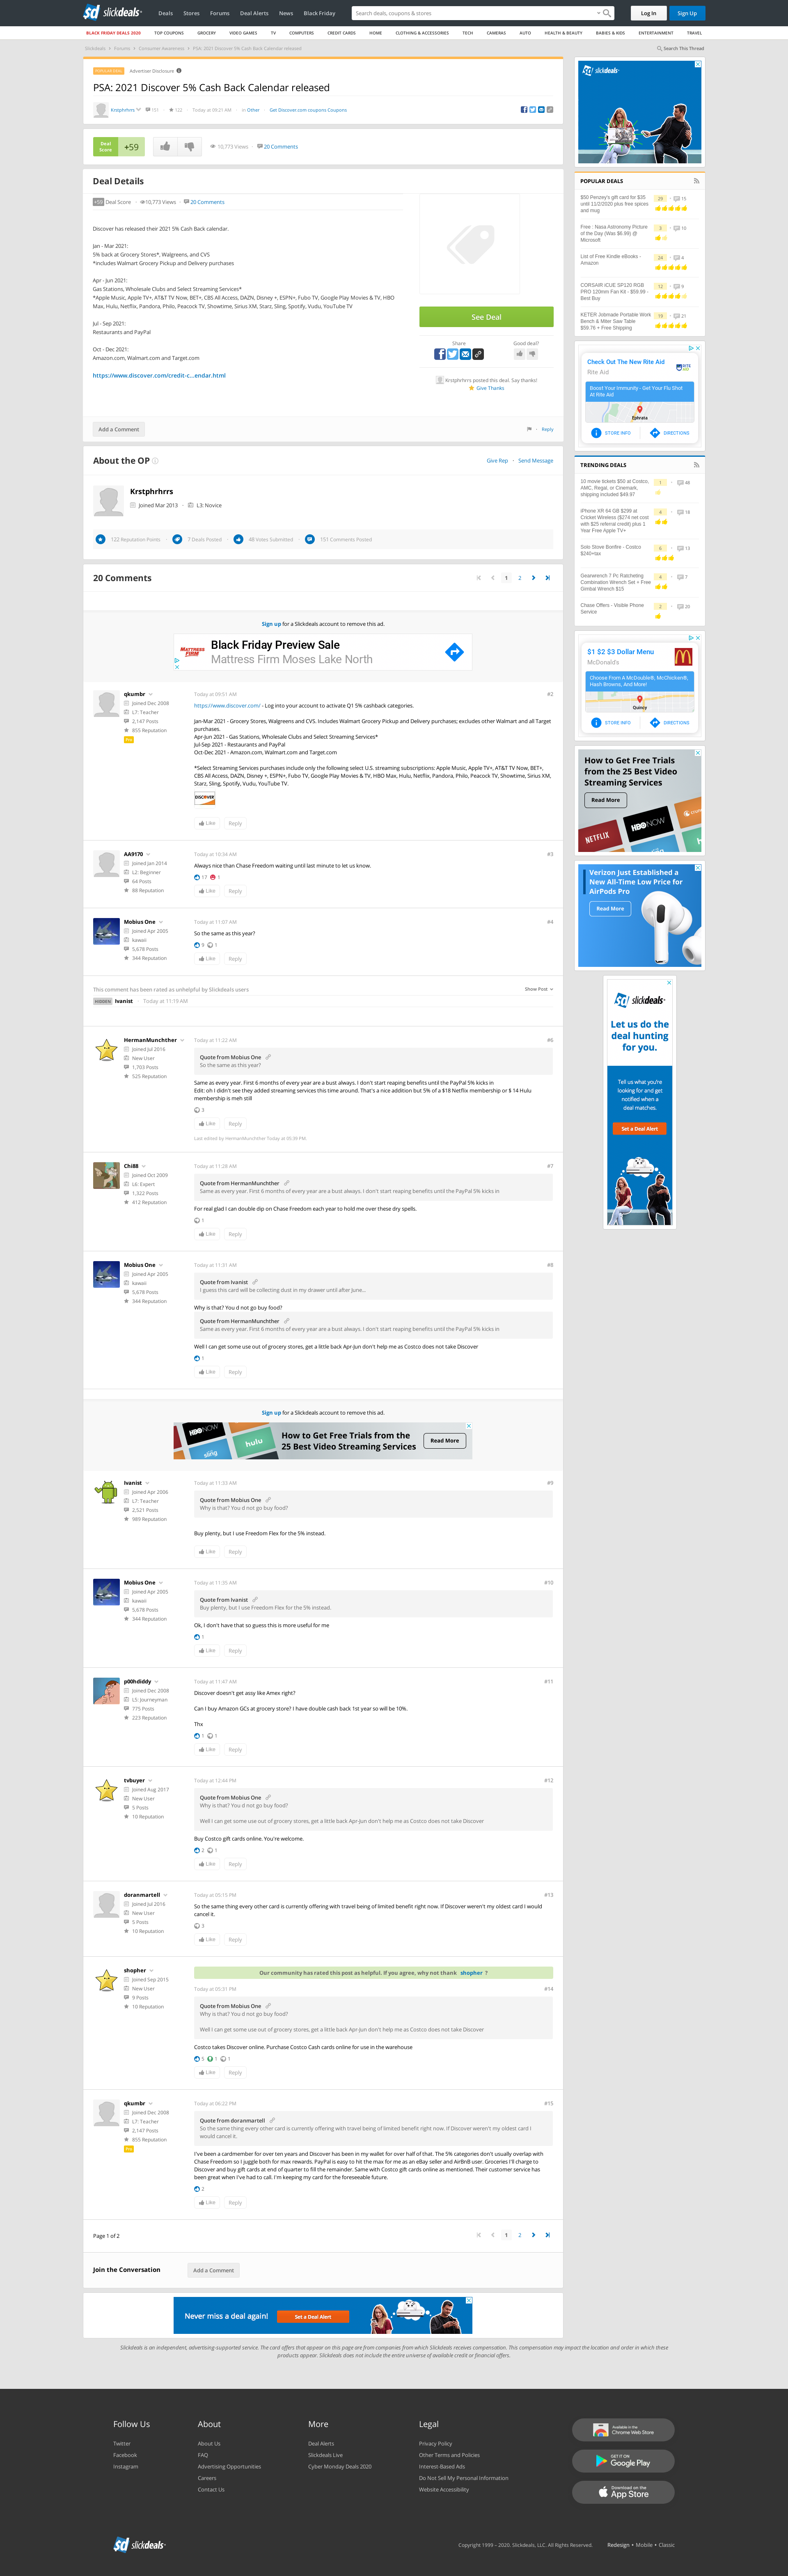 sd slickdeals
Deals Stores Forums Deal Alerts News Black Friday
Search deals, coupons & stores
Log In
Sign Up
BLACK FRIDAY DEALS 2020 TOP COUPONS GROCERY VIDEO GAMES TV COMPUTERS CREDIT CARDS HOME CLOTHING & ACCESSORIES TECH CAMERAS AUTO HEALTH & BEAUTY BABIES & KIDS ENTERTAINMENT TRAVEL
Slickdeals > Forums > Consumer Awareness > PSA: 2021 Discover 5% Cash Back Calendar released
Search This Thread
Advertiser Disclosure
PSA: 2021 Discover 5% Cash Back Calendar released
Krstphrhrrs 151 122 Today at 09:21 AM in Other Get Discover.com coupons Coupons
Deal Score +59
10,773 Views 20 Comments
Deal Details
+59 Deal Score 10,773 Views 20 Comments
Discover has released their 2021 5% Cash Back calendar.
Jan - Mar 2021:
5% back at Grocery Stores*, Walgreens, and CVS
*includes Walmart Grocery Pickup and Delivery purchases
Apr - Jun 2021:
Gas Stations, Wholesale Clubs and Select Streaming Services*
*Apple Music, Apple TV+, AT&T TV Now, BET+, CBS All Access, DAZN, Disney +, ESPN+, Fubo TV, Google Play Movies & TV, HBO
Max, Hulu, Netflix, Pandora, Philo, Peacock TV, Showtime, Sirius XM, Starz, Sling, Spotify, Vudu, YouTube TV
Jul - Sep 2021:
Restaurants and PayPal
Oct - Dec 2021:
Amazon.com, Walmart.com and Target.com
https://www.discover.com/credit-c...endar.html
See Deal
Share
Good deal?
Krstphrhrrs posted this deal. Say thanks!
Give Thanks
Add a Comment
Reply
About the OP
Give Rep - Send Message
Krstphrhrrs
Joined Mar 2013 L3: Novice
122 Reputation Points 7 Deals Posted 48 Votes Submitted 151 Comments Posted
20 Comments
1 2
Sign up for a Slickdeals account to remove this ad.
MATTRESS FIRM
Black Friday Preview Sale
Mattress Firm Moses Lake North
qkumbr
Joined Dec 2008
L7: Teacher
2,147 Posts
855 Reputation
Pro
Today at 09:51 AM #2
https://www.discover.com/ - Log into your account to activate Q1 5% cashback categories.
Jan-Mar 2021 - Grocery Stores, Walgreens and CVS. Includes Walmart Grocery Pickup and Delivery purchases; excludes other Walmart and all Target
purchases.
Apr-Jun 2021 - Gas Stations, Wholesale Clubs and Select Streaming Services*
Jul-Sep 2021 - Restaurants and PayPal
Oct-Dec 2021 - Amazon.com, Walmart.com and Target.com
*Select Streaming Services purchases include only the following select U.S. streaming subscriptions: Apple Music, Apple TV+, AT&T TV Now, BET+,
CBS All Access, DAZN, Disney +, ESPN+, Fubo TV, Google Play Movies & TV, HBO Max, Hulu, Netflix, Pandora, Philo, Peacock TV, Showtime, Sirius XM,
Starz, Sling, Spotify, Vudu, YouTube TV.
DISCOVER
Like Reply
AA9170
Joined Jan 2014
L2: Beginner
64 Posts
88 Reputation
Today at 10:34 AM #3
Always nice than Chase Freedom waiting until last minute to let us know.
17 1
Like Reply
Mobius One
Joined Apr 2005
kawaii
5,678 Posts
344 Reputation
Today at 11:07 AM #4
So the same as this year?
9 1
Like Reply
This comment has been rated as unhelpful by Slickdeals users
Show Post
HIDDEN Ivanist Today at 11:19 AM
HermanMunchther
Joined Jul 2016
New User
1,703 Posts
525 Reputation
Today at 11:22 AM #6
Quote from Mobius One
So the same as this year?
Same as every year. First 6 months of every year are a bust always. I don't start reaping benefits until the PayPal 5% kicks in
Edit: oh I didn't see they added streaming services this time around. That's a nice addition but 5% of a $18 Netflix membership or $ 14 Hulu
membership is meh still
3
Like Reply
Last edited by HermanMunchther Today at 05:39 PM.
Chi88
Joined Oct 2009
L6: Expert
1,322 Posts
412 Reputation
Today at 11:28 AM #7
Quote from HermanMunchther
Same as every year. First 6 months of every year are a bust always. I don't start reaping benefits until the PayPal 5% kicks in
For real glad I can double dip on Chase Freedom each year to hold me over these dry spells.
1
Like Reply
Mobius One
Joined Apr 2005
kawaii
5,678 Posts
344 Reputation
Today at 11:31 AM #8
Quote from Ivanist
I guess this card will be collecting dust in my drawer until after June...
Why is that? You d not go buy food?
Quote from HermanMunchther
Same as every year. First 6 months of every year are a bust always. I don't start reaping benefits until the PayPal 5% kicks in
Well I can get some use out of grocery stores, get a little back Apr-Jun don't help me as Costco does not take Discover
1
Like Reply
Sign up for a Slickdeals account to remove this ad.
HBO NOW sling hulu
How to Get Free Trials from the
25 Best Video Streaming Services
Read More
Ivanist
Joined Apr 2006
L7: Teacher
2,521 Posts
989 Reputation
Today at 11:33 AM #9
Quote from Mobius One
Why is that? You d not go buy food?
Buy plenty, but I use Freedom Flex for the 5% instead.
Like Reply
Mobius One
Joined Apr 2005
kawaii
5,678 Posts
344 Reputation
Today at 11:35 AM #10
Quote from Ivanist
Buy plenty, but I use Freedom Flex for the 5% instead.
Ok, I don't have that so guess this is more useful for me
1
Like Reply
p00hdiddy
Joined Dec 2008
L5: Journeyman
775 Posts
223 Reputation
Today at 11:47 AM #11
Discover doesn't get assy like Amex right?
Can I buy Amazon GCs at grocery store? I have double cash back 1st year so will be 10%.
Thx
1 1
Like Reply
tvbuyer
Joined Aug 2017
New User
5 Posts
10 Reputation
Today at 12:44 PM #12
Quote from Mobius One
Why is that? You d not go buy food?
Well I can get some use out of grocery stores, get a little back Apr-Jun don't help me as Costco does not take Discover
Buy Costco gift cards online. You're welcome.
2 1
Like Reply
doranmartell
Joined Jul 2016
New User
5 Posts
10 Reputation
Today at 05:15 PM #13
So the same thing every other card is currently offering with travel being of limited benefit right now. If Discover weren't my oldest card I would
cancel it.
3
Like Reply
shopher
Joined Sep 2015
New User
9 Posts
10 Reputation
Our community has rated this post as helpful. If you agree, why not thank shopher ?
Today at 05:31 PM #14
Quote from Mobius One
Why is that? You d not go buy food?
Well I can get some use out of grocery stores, get a little back Apr-Jun don't help me as Costco does not take Discover
Costco takes Discover online. Purchase Costco Cash cards online for use in the warehouse
5 1 1
Like Reply
qkumbr
Joined Dec 2008
L7: Teacher
2,147 Posts
855 Reputation
Pro
Today at 06:22 PM #15
Quote from doranmartell
So the same thing every other card is currently offering with travel being of limited benefit right now. If Discover weren't my oldest card I
would cancel it.
I've been a cardmember for over ten years and Discover has been in my wallet for over half of that. The 5% categories don't usually overlap with
Chase Freedom so I juggle both for max rewards. PayPal is easy to hit the max for me as an eBay seller and AirBnB user. Groceries I'll charge to
Discover and buy gift cards at end of quarter to fill the remainder. Same with Costco gift cards online as mentioned. Their customer service has
been great when I've had to call. I'm keeping my card for the foreseeable future.
2
Like Reply
Page 1 of 2
1 2
Join the Conversation
Add a Comment
Never miss a deal again!
Set a Deal Alert
Slickdeals is an independent, advertising-supported service. The card offers that appear on this page are from companies from which Slickdeals receives compensation. This compensation may impact the location and order in which these
products appear. Slickdeals does not include the entire universe of available credit or financial offers.
sd slickdeals
POPULAR DEALS
$50 Penzey's gift card for $35
until 11/2/2020 plus free spices
and mug
29 15
Free : Nasa Astronomy Picture
of the Day (Was $6.99) @
Microsoft
3 10
List of Free Kindle eBooks -
Amazon
24 4
CORSAIR iCUE SP120 RGB
PRO 120mm Fan Kit - $59.99 -
Best Buy
12 9
KETER Jobmade Portable Work
Bench & Miter Saw Table
$59.76 + Free Shipping
19 21
Check Out The New Rite Aid
Rite Aid
Boost Your Immunity - Get Your Flu Shot
At Rite Aid
Ephrata
STORE INFO DIRECTIONS
TRENDING DEALS
10 movie tickets $50 at Costco,
AMC, Regal, or Cinemark,
shipping included $49.97
1 48
iPhone XR 64 GB $299 at
Cricket Wireless ($274 net cost
with $25 referral credit) plus 1
Year Free Apple TV+
4 18
Solo Stove Bonfire - Costco
$240+tax
6 13
Gearwrench 7 Pc Ratcheting
Combination Wrench Set + Free
Gimbal Wrench $15
4 7
Chase Offers - Visible Phone
Service
2 20
$1 $2 $3 Dollar Menu
McDonald's
Choose From A McDouble®, McChicken®,
Hash Browns, And More!
Quincy
STORE INFO DIRECTIONS
How to Get Free Trials
from the 25 Best Video
Streaming Services
Read More
NETFLIX
HBO NOW
Verizon Just Established a
New All-Time Low Price for
AirPods Pro
Read More
sd slickdeals
Let us do the
deal hunting
for you.
Tell us what you're
looking for and get
notified when a
deal matches.
Set a Deal Alert
Follow Us
Twitter
Facebook
Instagram
About
About Us
FAQ
Advertising Opportunities
Careers
Contact Us
More
Deal Alerts
Slickdeals Live
Cyber Monday Deals 2020
Legal
Privacy Policy
Other Terms and Policies
Interest-Based Ads
Do Not Sell My Personal Information
Website Accessibility
Available in the
Chrome Web Store
GET IT ON
Google Play
Download on the
App Store
sd slickdeals
Copyright 1999 – 2020. Slickdeals, LLC. All Rights Reserved. Redesign • Mobile • Classic